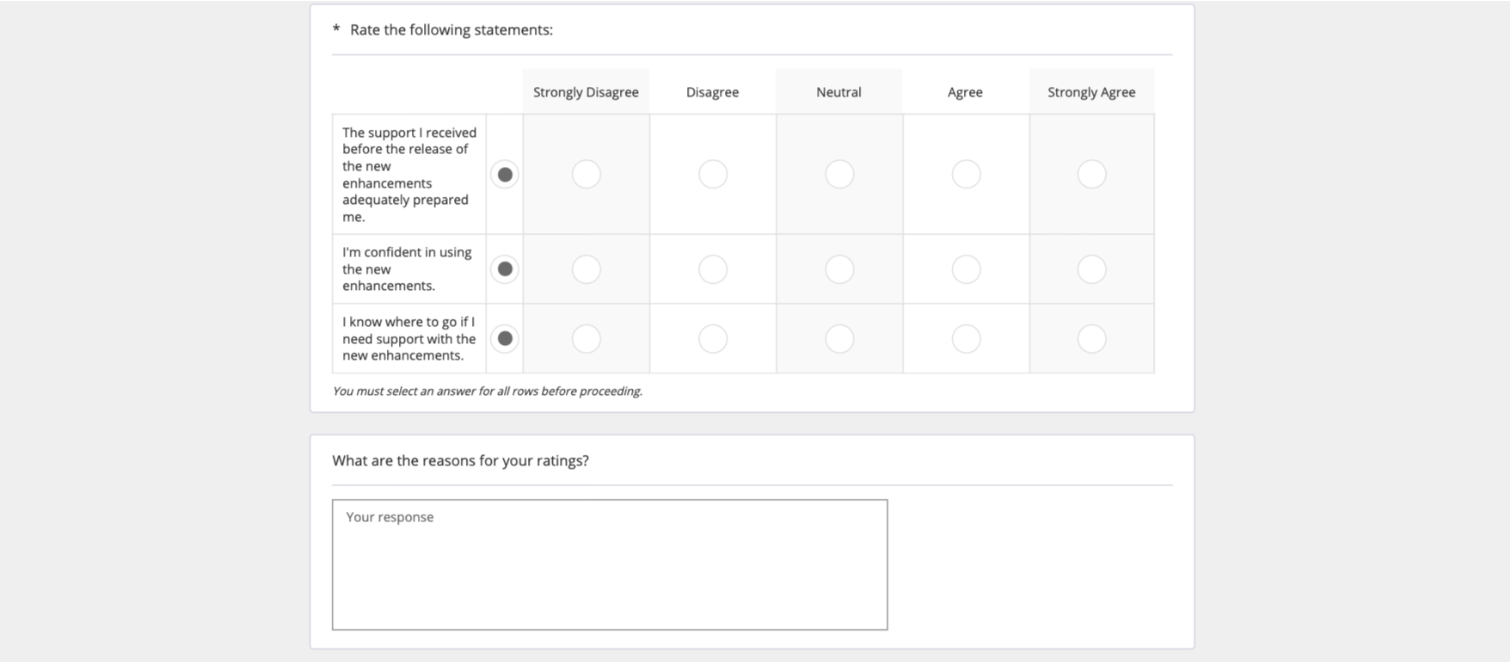 * Rate the following statements:
Strongly Disagree Disagree Neutral Agree Strongly Agree
The support I received
before the release of
the new
enhancements
adequately prepared
me.
I'm confident in using
the new
enhancements.
I know where to go if I
need support with the
new enhancements.
You must select an answer for all rows before proceeding.
What are the reasons for your ratings?
Your response